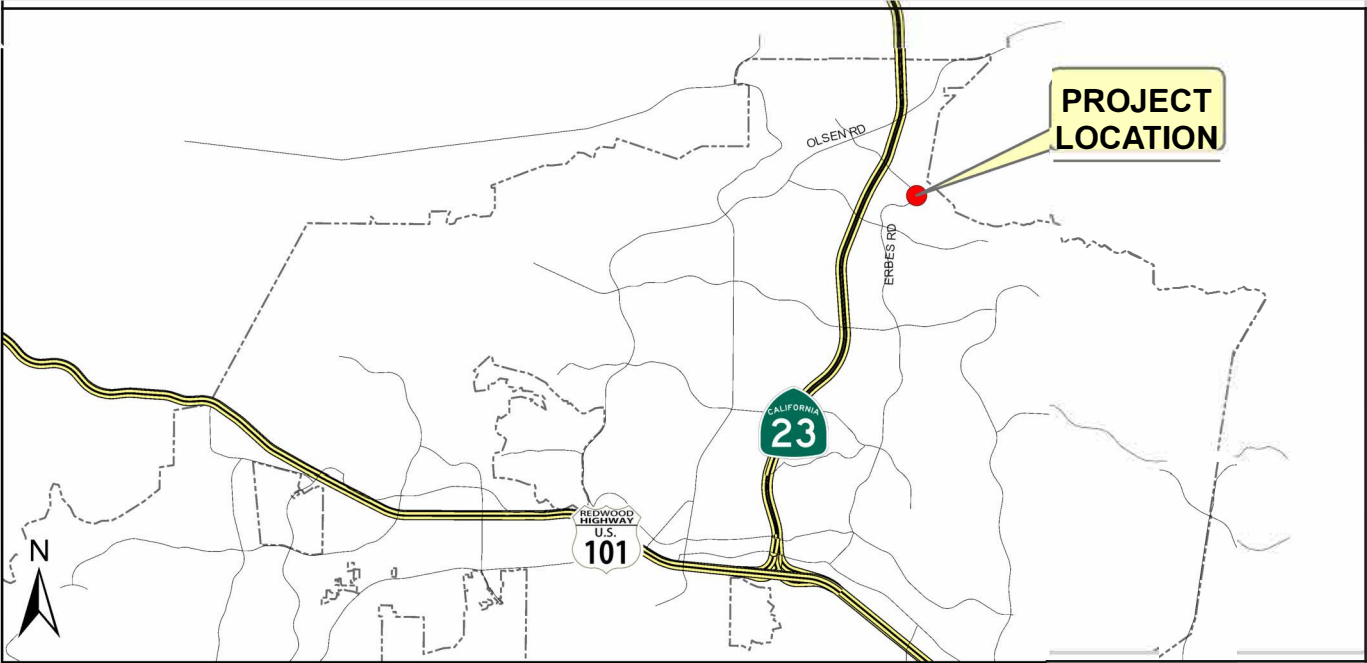 PROJECT
LOCATION
OLSEN RD
ERBES RD
CALIFORNIA
23
REDWOOD
HIGHWAY
U.S.
101
N